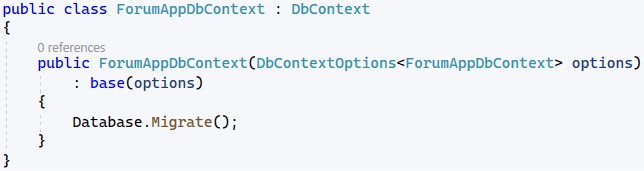 public class ForumAppDbContext : DbContext
{
0 references
public ForumAppDbContext(DbContextOptions<ForumAppDbContext> options)
: base(options)
{
Database.Migrate();
}
}